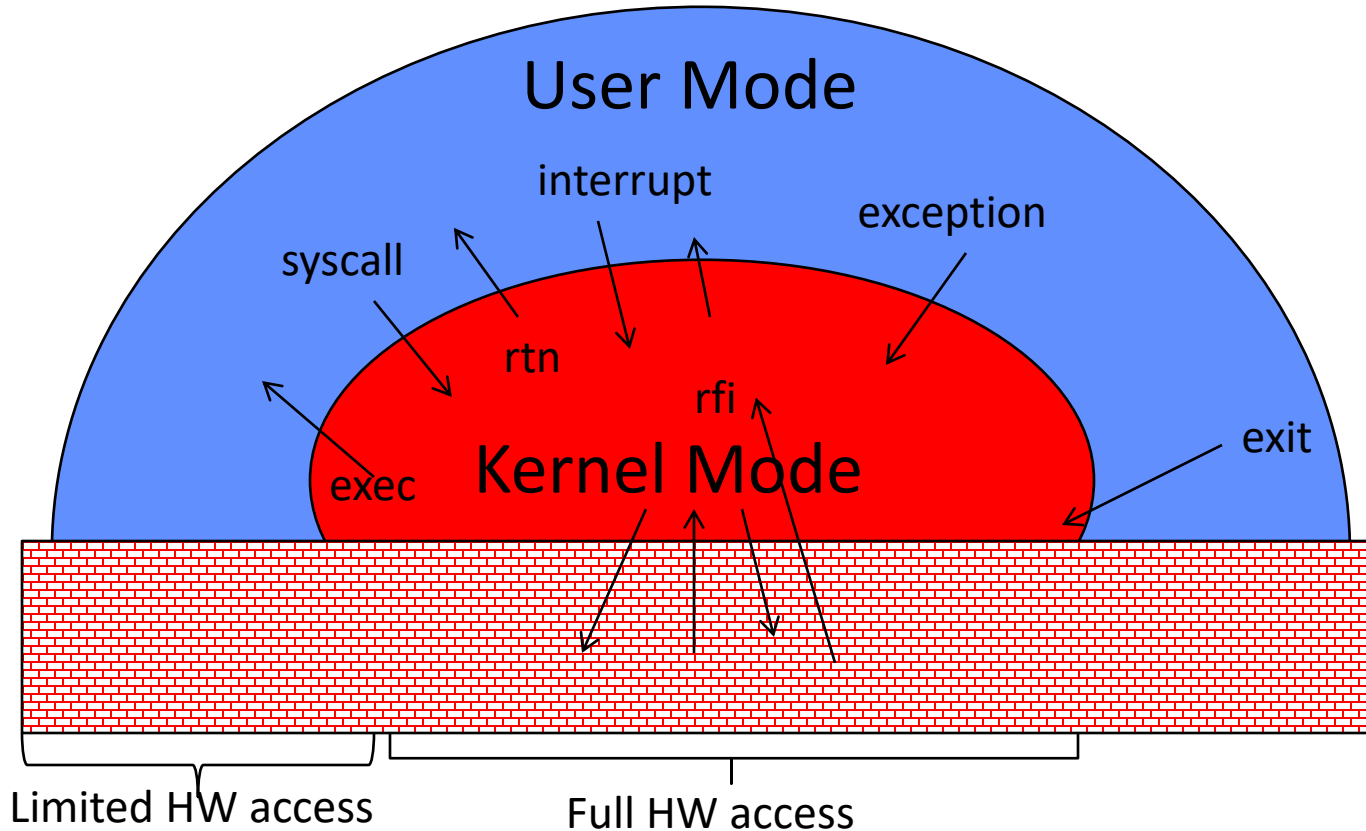 User Mode
interrupt
exception
syscall
rtn
rfi
exit
Kernel Mode
exec
Limited HW access
Full HW access